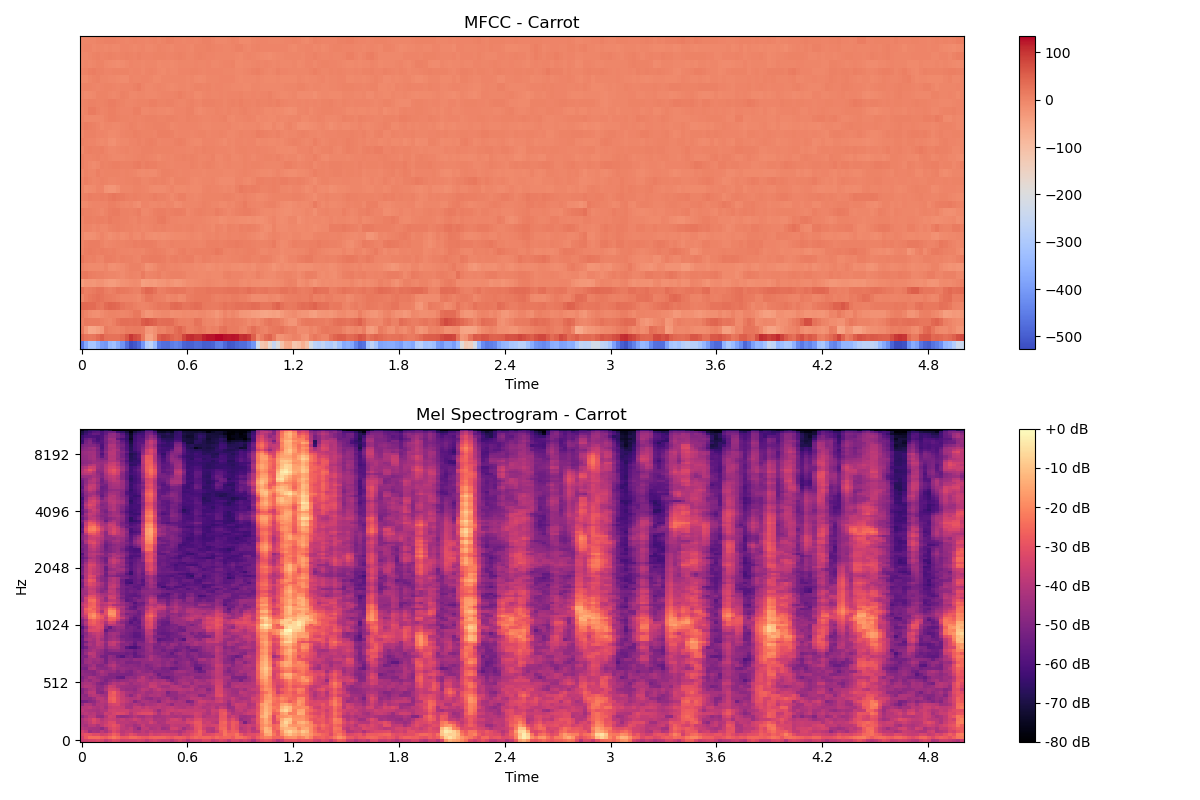 MFCC - Carrot
100
0
−100
−200
−300
−400
−500
0 0.6 1.2 1.8 2.4 3 3.6 4.2 4.8
Time
Mel Spectrogram - Carrot
Hz
8192
4096
2048
1024
512
0
+0 dB
-10 dB
-20 dB
-30 dB
-40 dB
-50 dB
-60 dB
-70 dB
-80 dB
0 0.6 1.2 1.8 2.4 3 3.6 4.2 4.8
Time